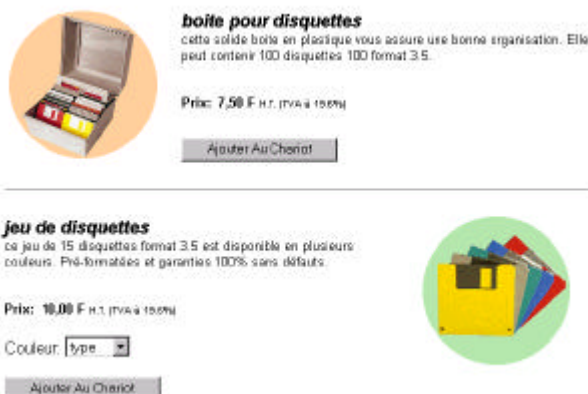 boîte pour disquettes
cette solide boite en plastique vous assure une bonne organisation. Elle
peut contenir 100 disquettes 100 format 3.5.
Prix: 7,50 F H.T. (TVA à 19.6%)
Ajouter Au Chariot
jeu de disquettes
ce jeu de 15 disquettes format 3.5 est disponible en plusieurs
couleurs. Pré-formatées et garanties 100% sans défauts.
Prix: 10,00 F H.T. (TVA à 19.6%)
Couleur: type
Ajouter Au Chariot